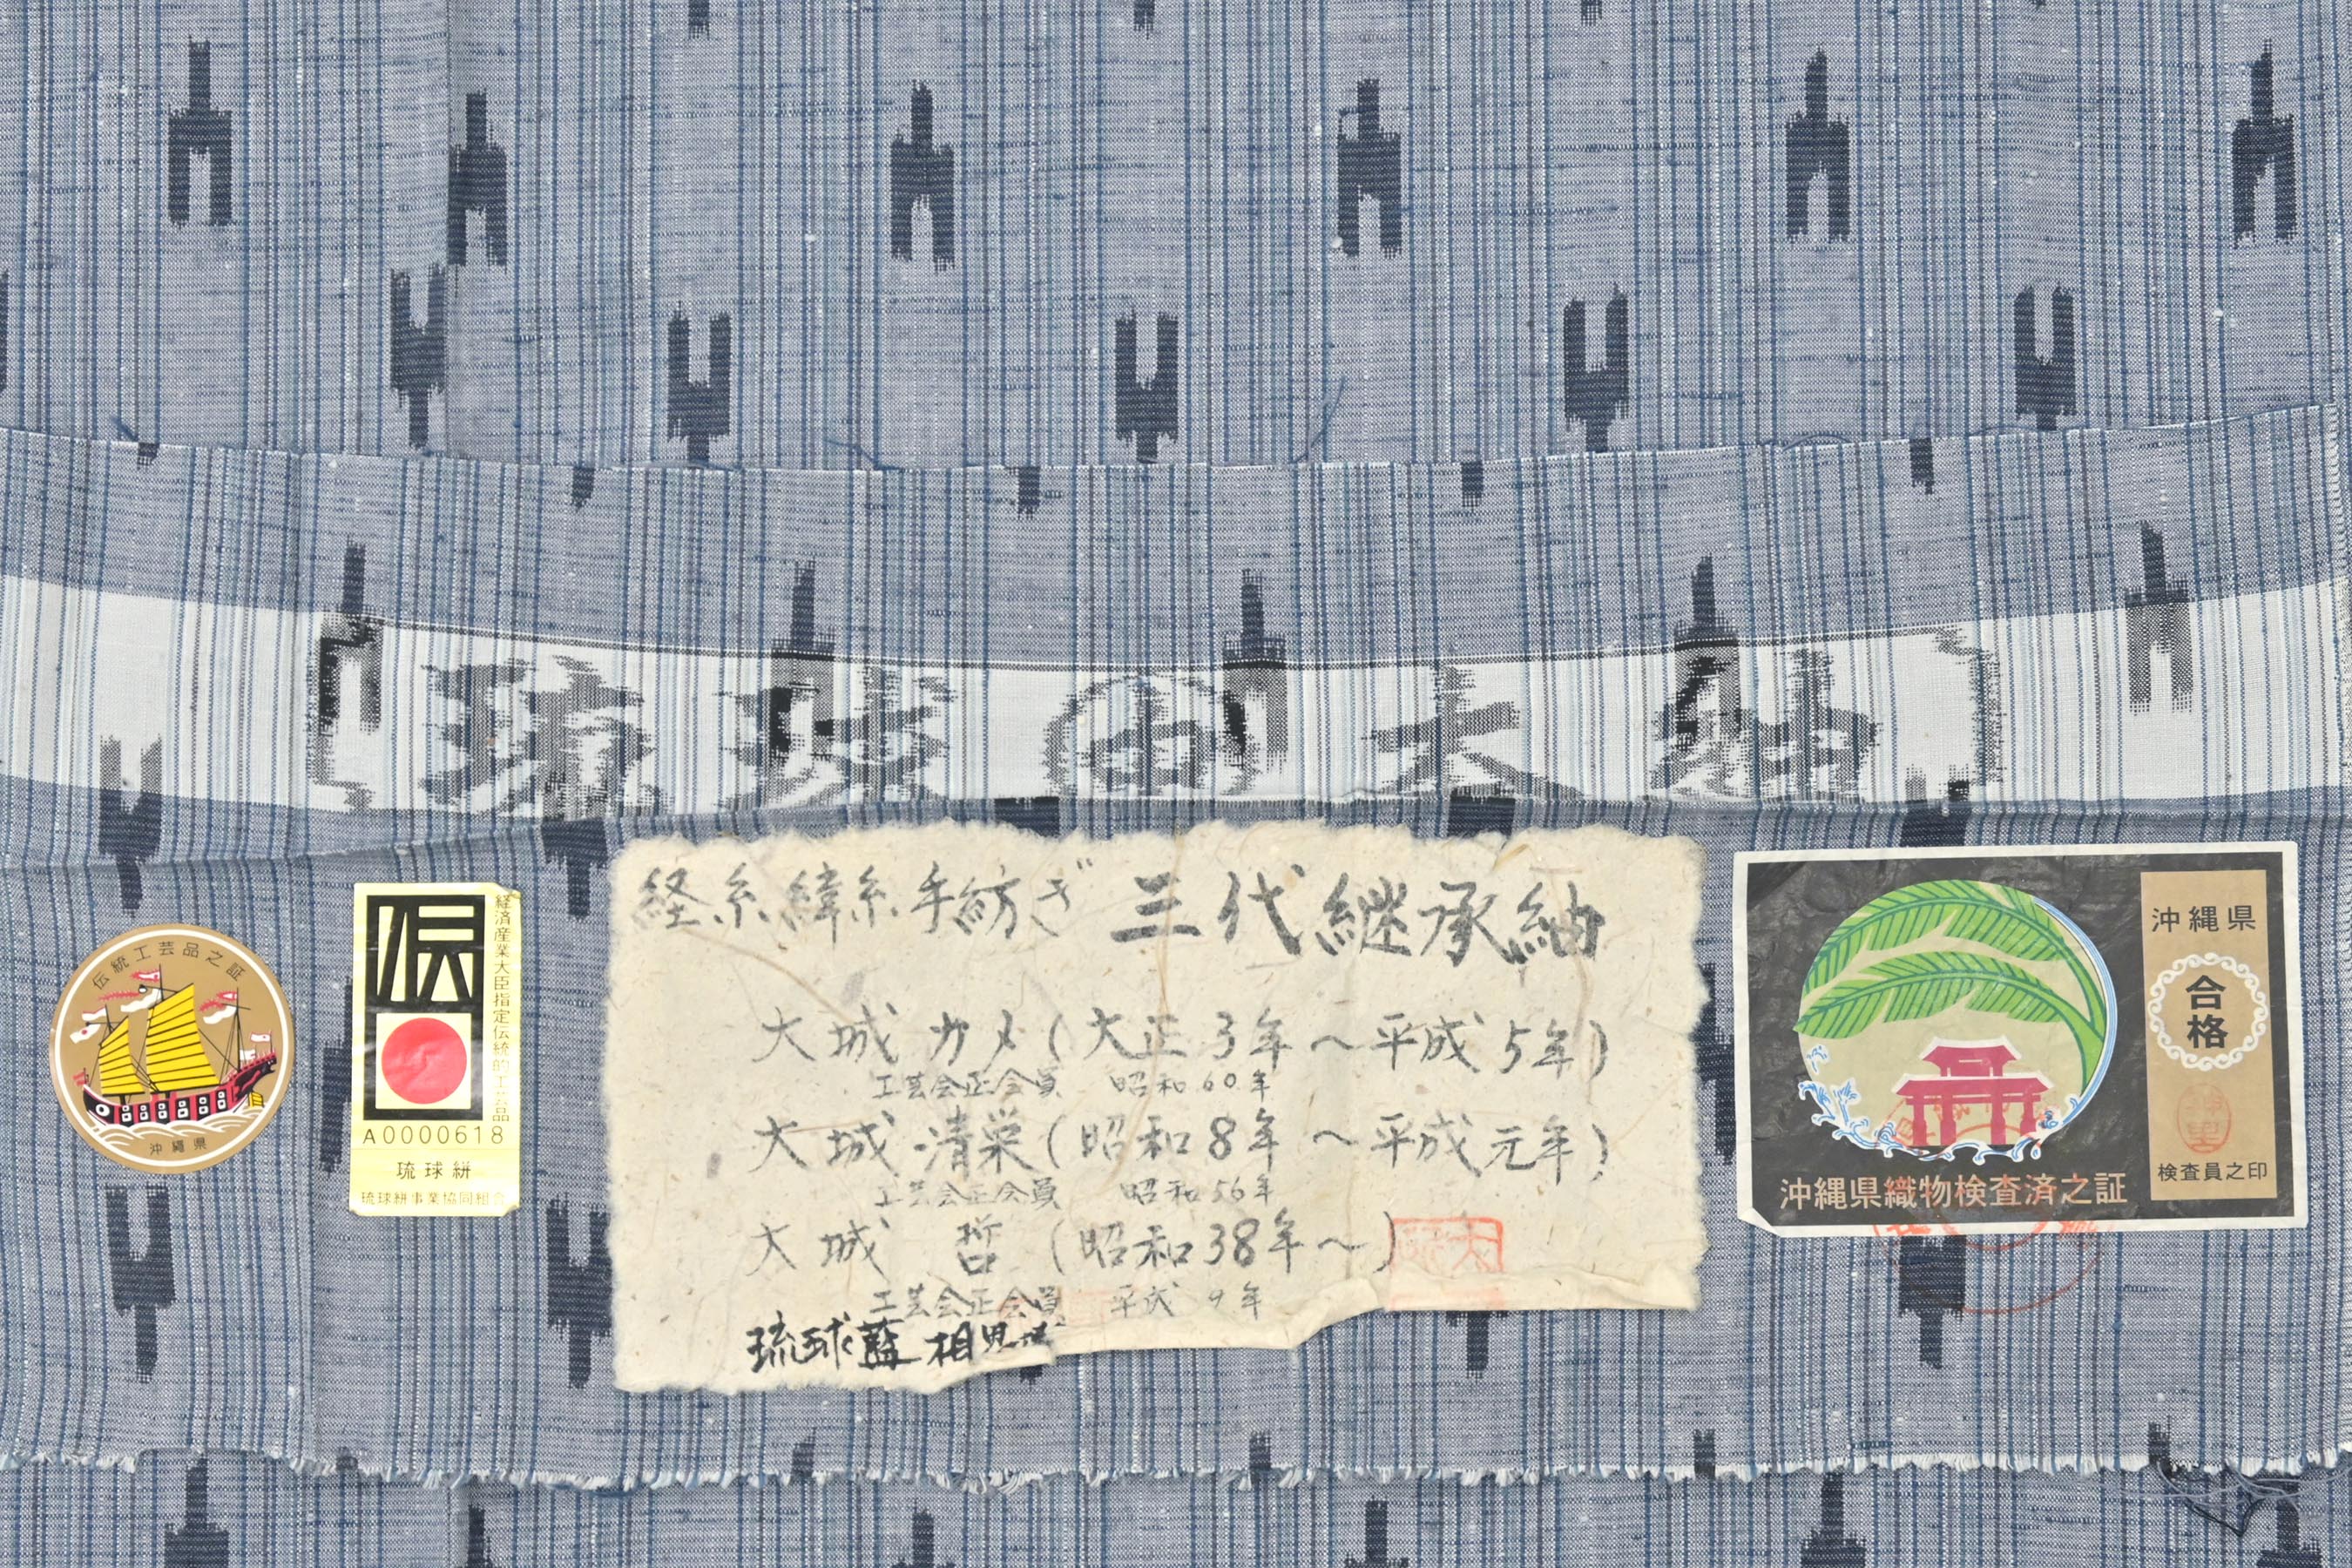 伝統工芸品之証
沖縄県
経済産業大臣指定伝統的工芸品
伝
A0000618
琉球絣
琉球絣事業協同組合
経糸緯糸手紡ぎ 三代継承紬
大城カメ(大正3年~平成5年)
工芸会正会員 昭和60年
大城清栄(昭和8年~平成元年)
工芸会正会員 昭和56年
大城 哲(昭和38年~)
工芸会正会員 平成9年
琉球藍
沖縄県
合格
検査員之印
沖縄県織物検査済之証